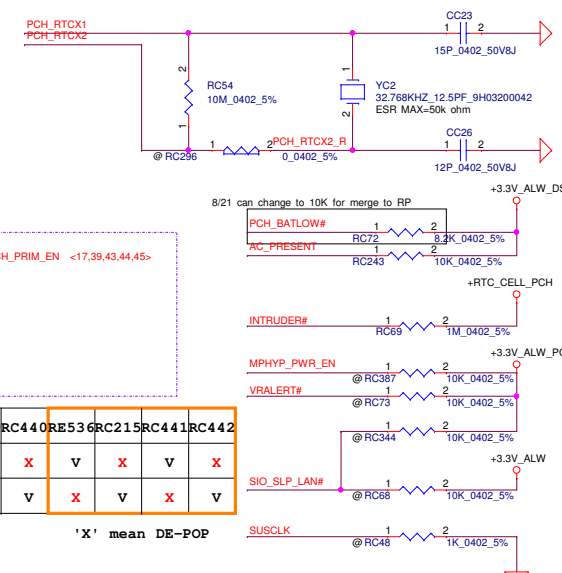 PCH_RTCX1
PCH_RTCX2
CC23
1 2
15P_0402_50V8J
2
RC54
10M_0402_5%
1
1
YC2
32.768KHZ_12.5PF_9H03200042
ESR MAX=50k ohm
2
@ RC296
1 2
0_0402_5%
PCH_RTCX2_R
CC26
1 2
12P_0402_50V8J
8/21 can change to 10K for merge to RP
+3.3V_ALW_DS
PCH_BATLOW#
1 2
RC72
8.2K_0402_5%
AC_PRESENT
1 2
RC243
10K_0402_5%
H_PRIM_EN <17,39,43,44,45>
+RTC_CELL_PCH
INTRUDER#
1 2
RC69
1M_0402_5%
+3.3V_ALW_PC
MPHYP_PWR_EN
1 2
@ RC387
10K_0402_5%
VRALERT#
1 2
@ RC73
10K_0402_5%
1 2
@ RC344
10K_0402_5%
RC440 RE536 RC215 RC441 RC442
X V X V X
V X V X V
'X' mean DE-POP
+3.3V_ALW
SIO_SLP_LAN#
1 2
@ RC68
10K_0402_5%
SUSCLK
1 2
@ RC48
1K_0402_5%